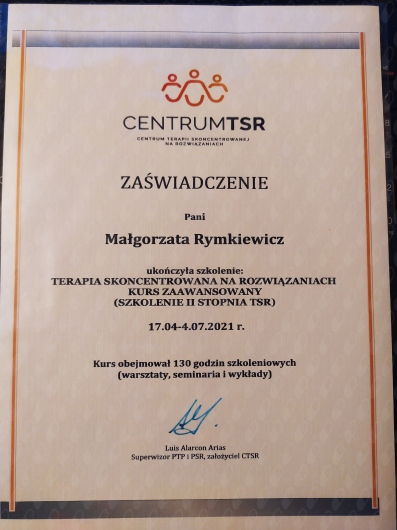 CENTRUMTSR
CENTRUM TERAPII SKONCENTROWANEJ
NA ROZWIĄZANIACH
ZAŚWIADCZENIE
Pani
Małgorzata Rymkiewicz
ukończyła szkolenie:
TERAPIA SKONCENTROWANA NA ROZWIĄZANIACH
KURS ZAAWANSOWANY
(SZKOLENIE II STOPNIA TSR)
17.04-4.07.2021 r.
Kurs obejmował 130 godzin szkoleniowych
(warsztaty, seminaria i wykłady)
Luis Alarcon Arias
Superwizor PTP i PSR, założyciel CTSR